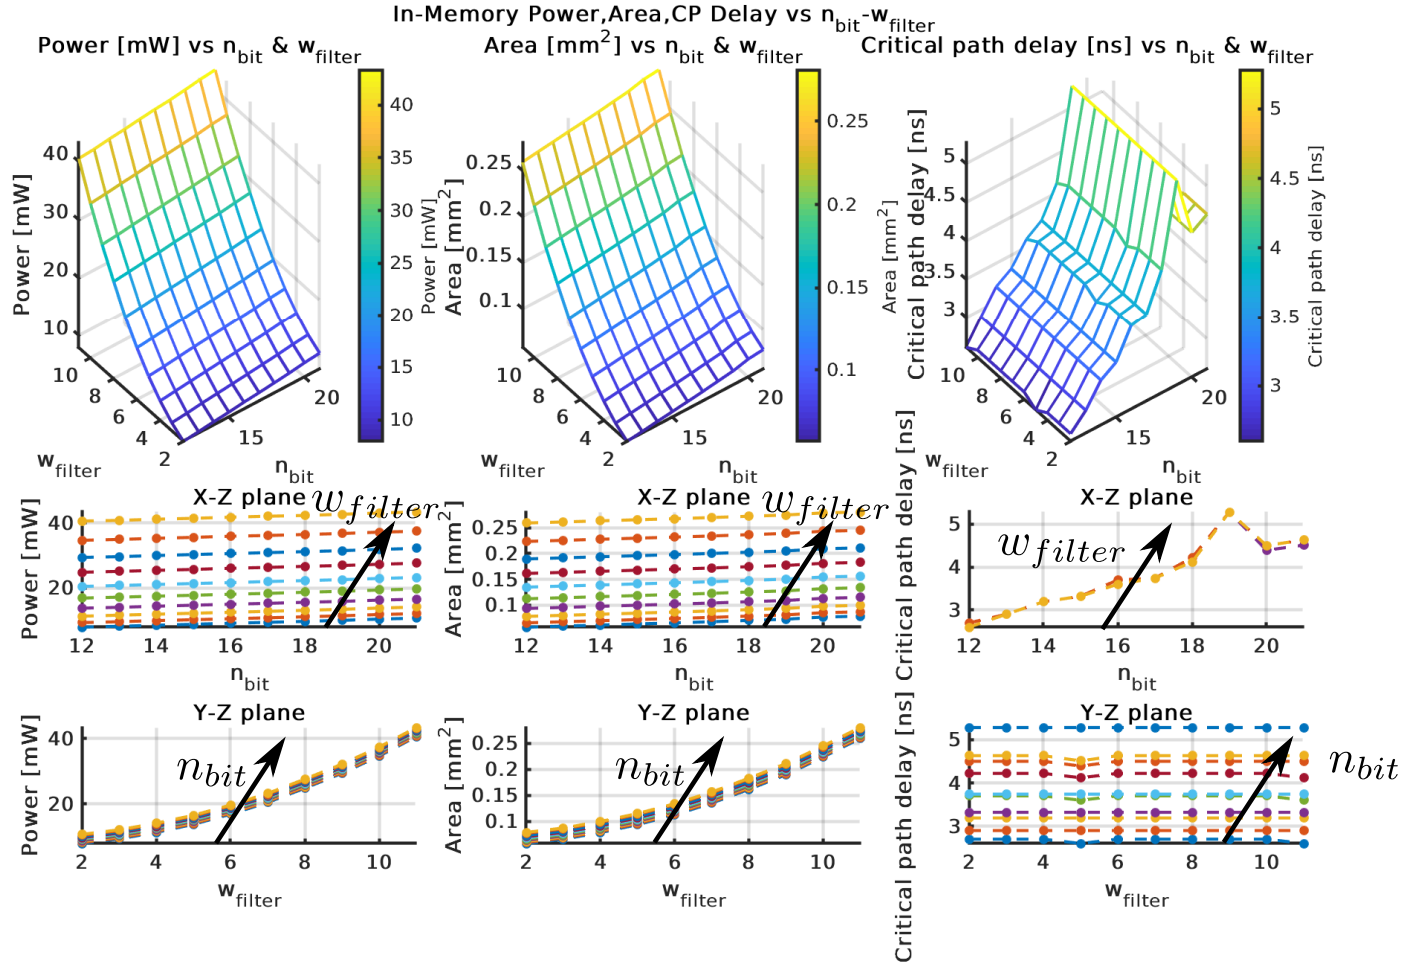 In-Memory Power,Area,CP Delay vs n_bit-w_filter
Power [mW] vs n_bit & w_filter
Area [mm²] vs n_bit & w_filter
Critical path delay [ns] vs n_bit & w_filter
Power [mW]
40
30
20
10
10
8
6
4
2
w_filter
15
20
n_bit
40
35
30
25
20
15
10
Power [mW]
Area [mm²]
0.25
0.2
0.15
0.1
10
8
6
4
2
w_filter
15
20
n_bit
0.25
0.2
0.15
0.1
Area [mm²]
Critical path delay [ns]
5
4.5
4
3.5
3
10
8
6
4
2
w_filter
15
20
n_bit
5
4.5
4
3.5
3
Critical path delay [ns]
X-Z plane
w_filter
Power [mW]
40
20
12 14 16 18 20
n_bit
X-Z plane
w_filter
Area [mm²]
0.25
0.2
0.15
0.1
12 14 16 18 20
n_bit
X-Z plane
w_filter
Critical path delay [ns]
5
4
3
12 14 16 18 20
n_bit
Y-Z plane
n_bit
Power [mW]
40
20
2 4 6 8 10
w_filter
Y-Z plane
n_bit
Area [mm²]
0.25
0.2
0.15
0.1
2 4 6 8 10
w_filter
Y-Z plane
n_bit
Critical path delay [ns]
5
4
3
2 4 6 8 10
w_filter